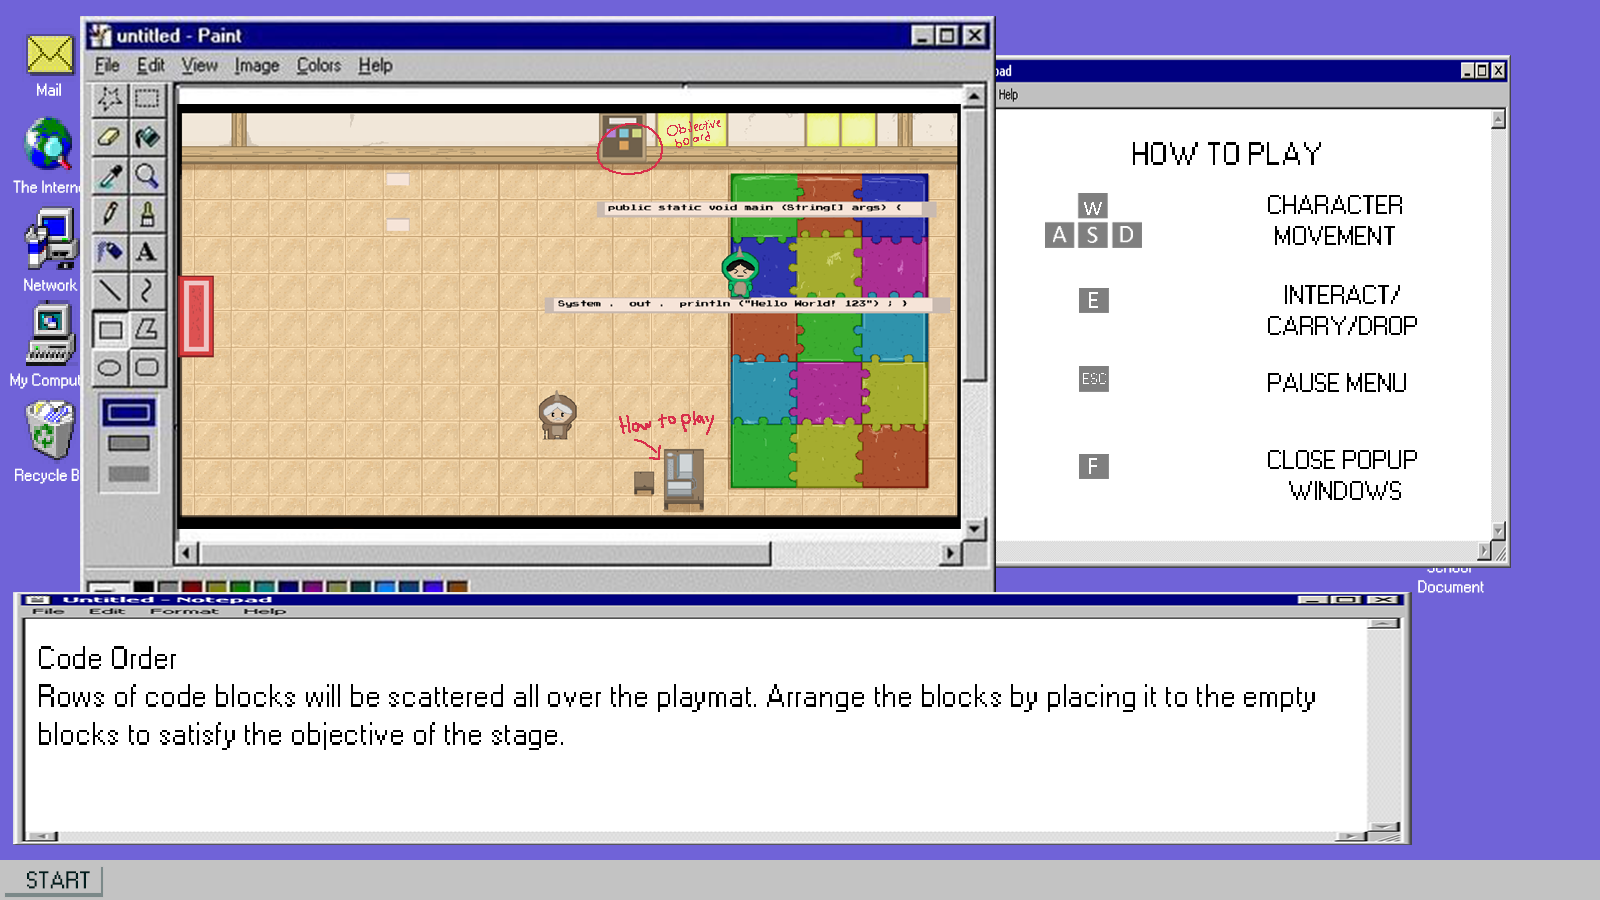 Mail
The Intern
Network
My Comput
Recycle B
untitled - Paint
File Edit View Image Colors Help
Objective
board
public static void main (String[] args) {
System . out . println ("Hello World! 123") ; )
How to play
pad
Help
HOW TO PLAY
W
A S D
CHARACTER
MOVEMENT
E
INTERACT/
CARRY/DROP
ESC
PAUSE MENU
F
CLOSE POPUP
WINDOWS
School
Document
Untitled - Notepad
File Edit Format Help
Code Order
Rows of code blocks will be scattered all over the playmat. Arrange the blocks by placing it to the empty
blocks to satisfy the objective of the stage.
START